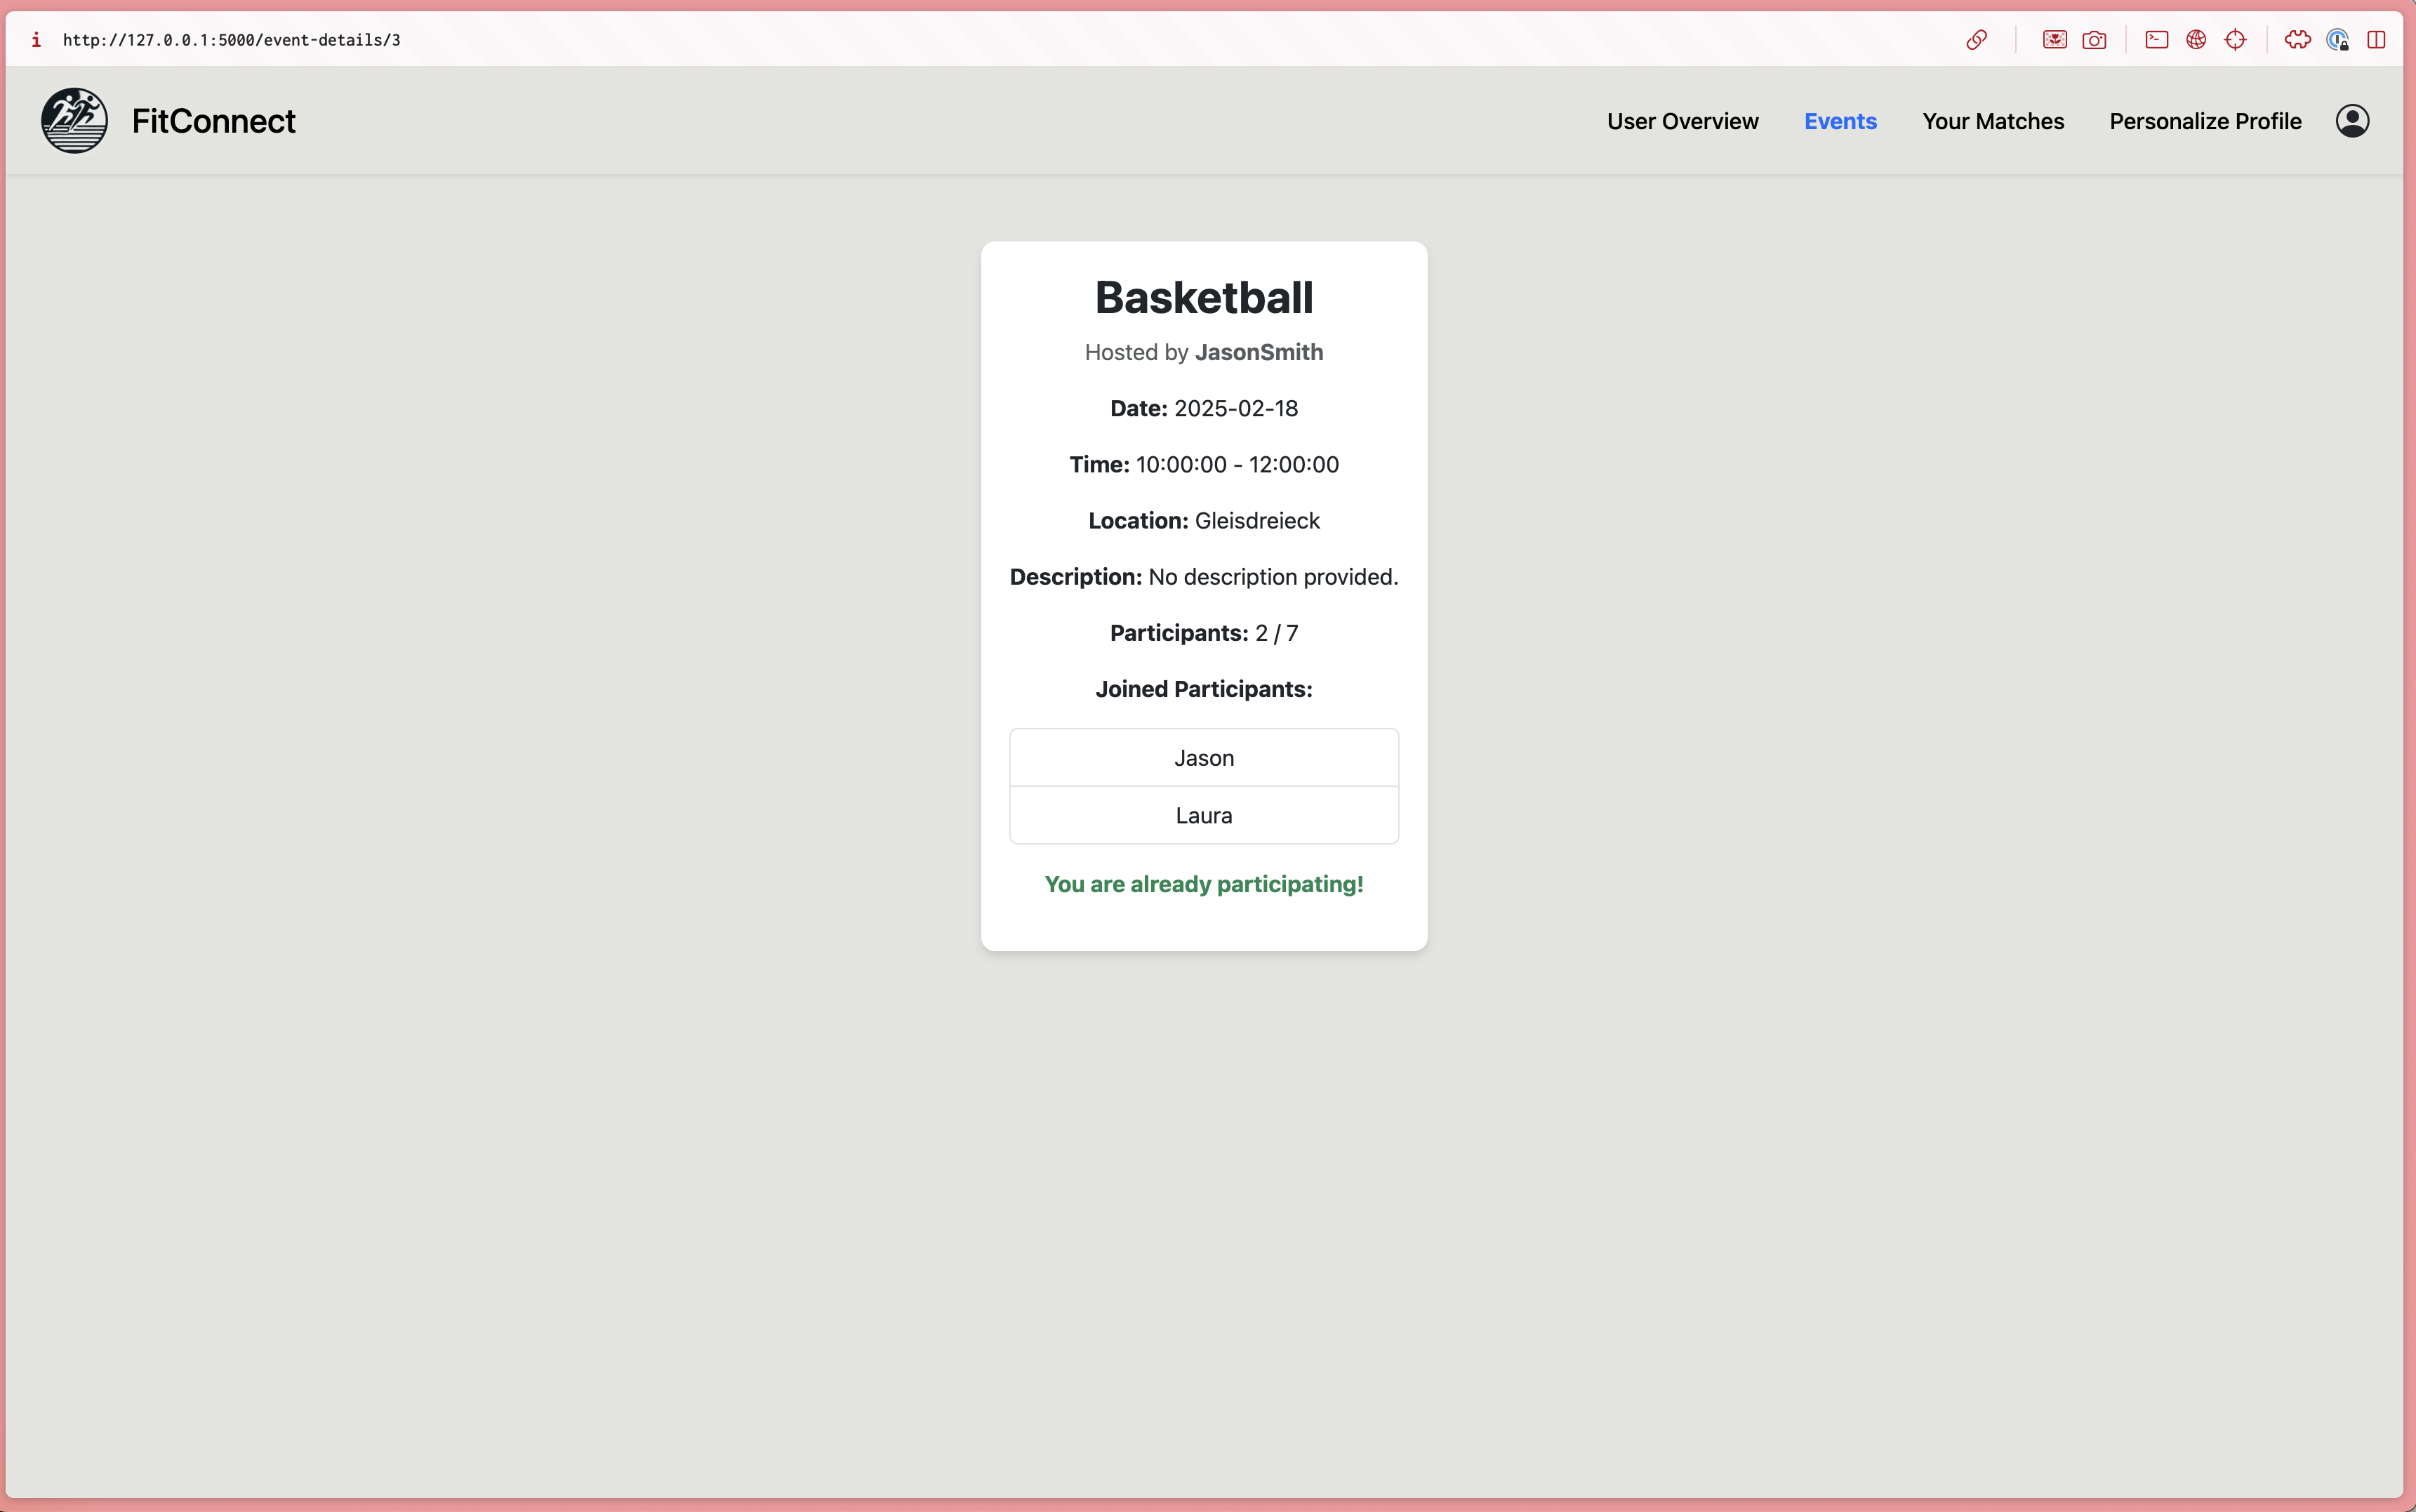 http://127.0.0.1:5000/event-details/3
FitConnect
User Overview
Events
Your Matches
Personalize Profile
Basketball
Hosted by JasonSmith
Date: 2025-02-18
Time: 10:00:00 - 12:00:00
Location: Gleisdreieck
Description: No description provided.
Participants: 2 / 7
Joined Participants:
Jason
Laura
You are already participating!